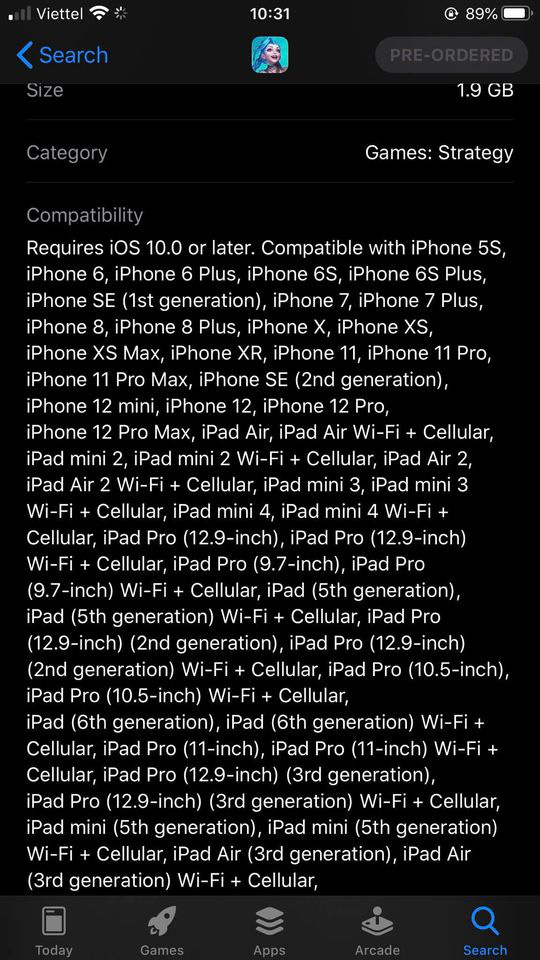 Viettel 10:31 89%
Search PRE-ORDERED
Size 1.9 GB
Category Games: Strategy
Compatibility
Requires iOS 10.0 or later. Compatible with iPhone 5S,
iPhone 6, iPhone 6 Plus, iPhone 6S, iPhone 6S Plus,
iPhone SE (1st generation), iPhone 7, iPhone 7 Plus,
iPhone 8, iPhone 8 Plus, iPhone X, iPhone XS,
iPhone XS Max, iPhone XR, iPhone 11, iPhone 11 Pro,
iPhone 11 Pro Max, iPhone SE (2nd generation),
iPhone 12 mini, iPhone 12, iPhone 12 Pro,
iPhone 12 Pro Max, iPad Air, iPad Air Wi-Fi + Cellular,
iPad mini 2, iPad mini 2 Wi-Fi + Cellular, iPad Air 2,
iPad Air 2 Wi-Fi + Cellular, iPad mini 3, iPad mini 3
Wi-Fi + Cellular, iPad mini 4, iPad mini 4 Wi-Fi +
Cellular, iPad Pro (12.9-inch), iPad Pro (12.9-inch)
Wi-Fi + Cellular, iPad Pro (9.7-inch), iPad Pro
(9.7-inch) Wi-Fi + Cellular, iPad (5th generation),
iPad (5th generation) Wi-Fi + Cellular, iPad Pro
(12.9-inch) (2nd generation), iPad Pro (12.9-inch)
(2nd generation) Wi-Fi + Cellular, iPad Pro (10.5-inch),
iPad Pro (10.5-inch) Wi-Fi + Cellular,
iPad (6th generation), iPad (6th generation) Wi-Fi +
Cellular, iPad Pro (11-inch), iPad Pro (11-inch) Wi-Fi +
Cellular, iPad Pro (12.9-inch) (3rd generation),
iPad Pro (12.9-inch) (3rd generation) Wi-Fi + Cellular,
iPad mini (5th generation), iPad mini (5th generation)
Wi-Fi + Cellular, iPad Air (3rd generation), iPad Air
(3rd generation) Wi-Fi + Cellular,
Today Games Apps Arcade Search